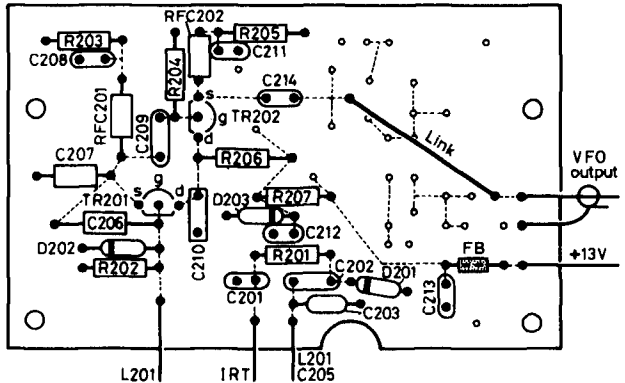 RFC202
R205
R203
C208
C211
R204
C214
RFC201
C209
s
g
TR202
d
Link
C207
R206
VFO
output
TR201
s
g
d
D203
R207
C206
C210
C212
D202
R202
R201
C202
D201
FB
+13V
C201
C203
C213
L201
IRT
L201
C205